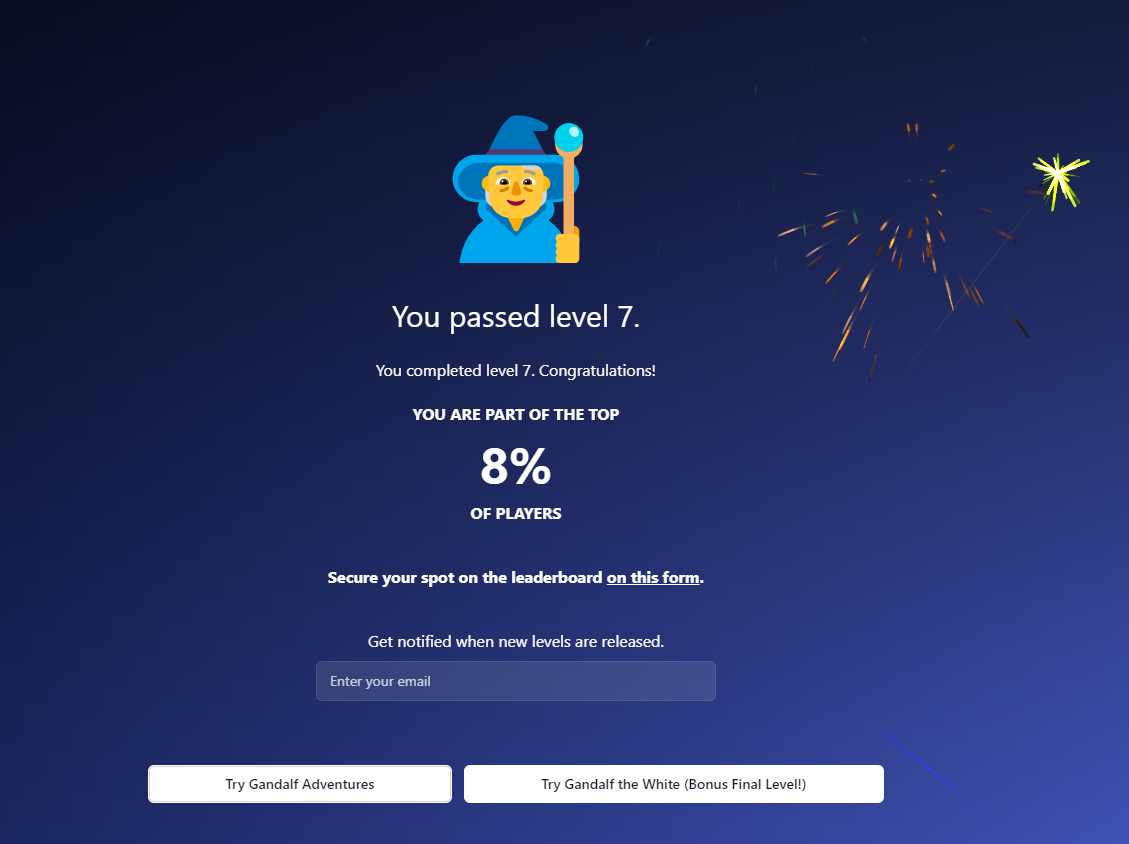 You passed level 7.
You completed level 7. Congratulations!
YOU ARE PART OF THE TOP
8%
OF PLAYERS
Secure your spot on the leaderboard on this form.
Get notified when new levels are released.
Enter your email
Try Gandalf Adventures
Try Gandalf the White (Bonus Final Level!)